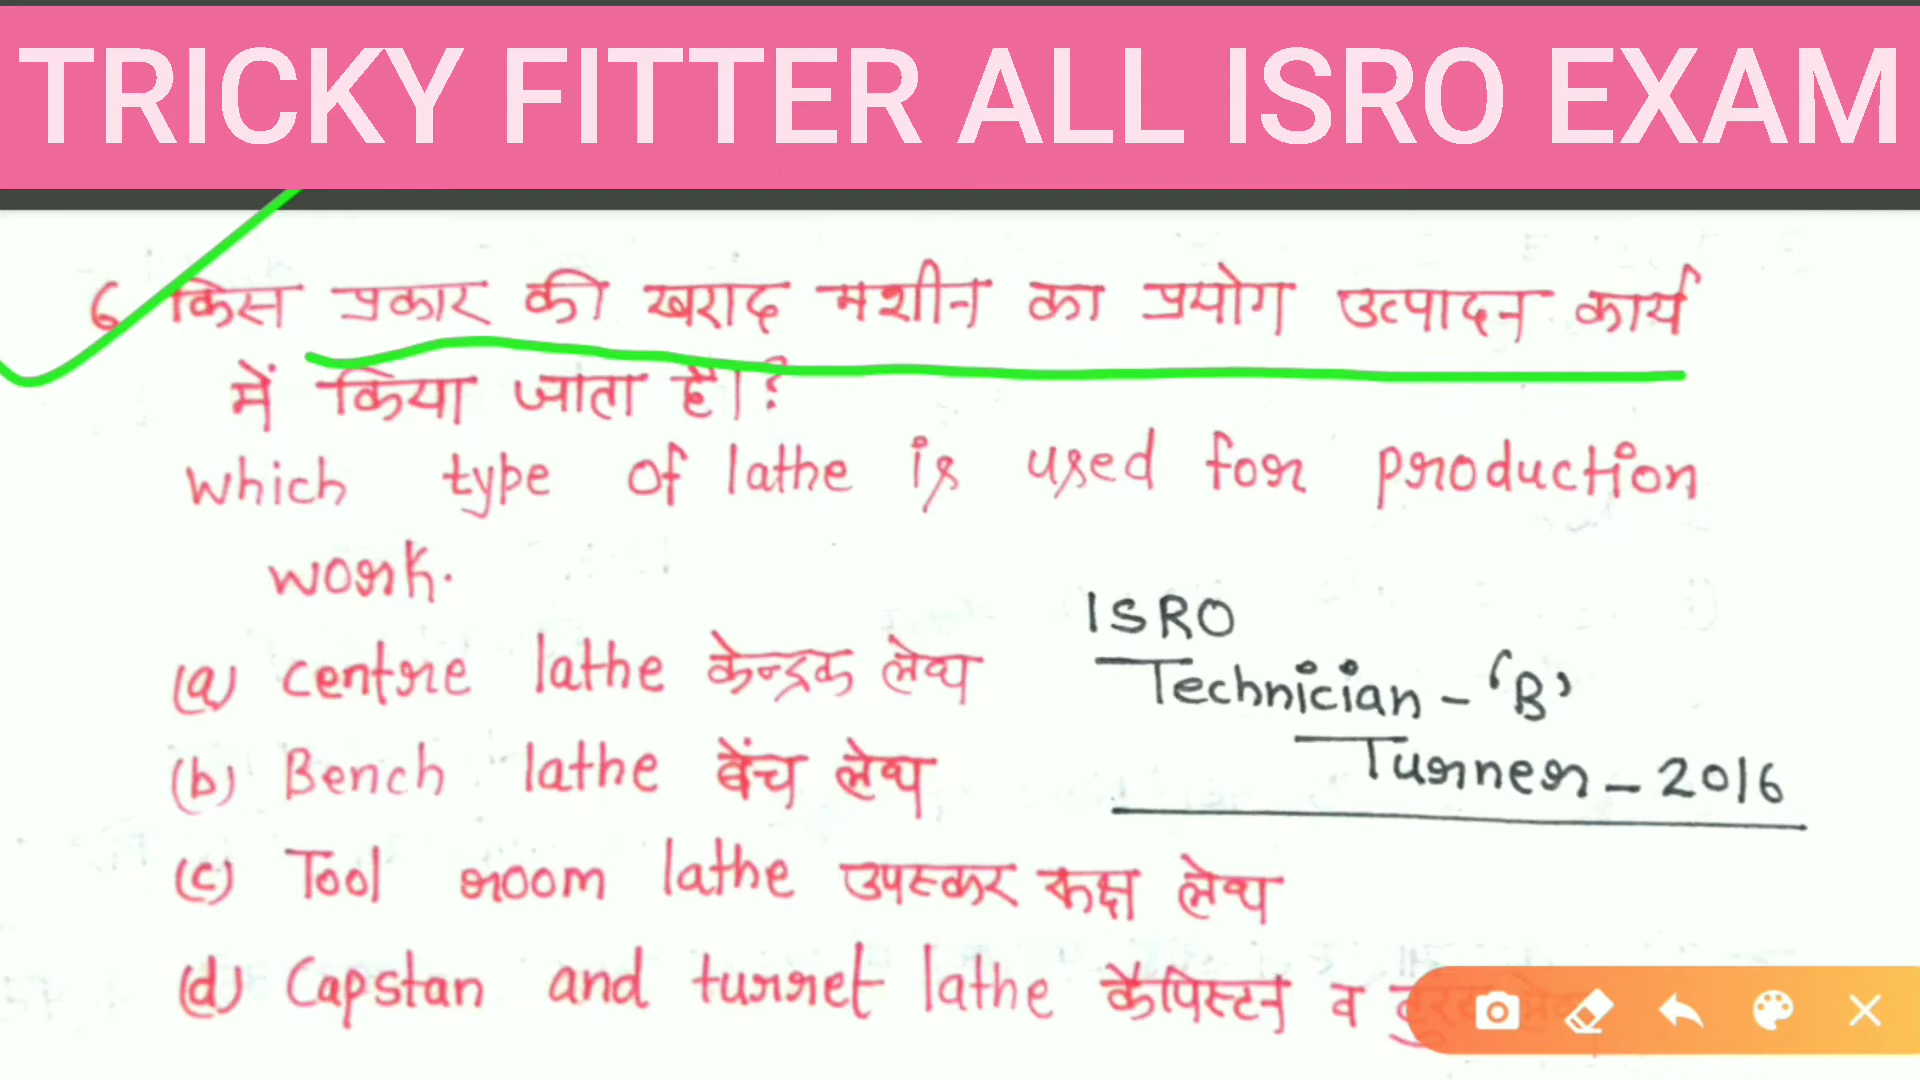 TRICKY FITTER ALL ISRO EXAM
6 किस प्रकार की खराद मशीन का प्रयोग उत्पादन कार्य
में किया जाता है।?
which type of lathe is used for production
work.
ISRO
Technician - 'B'
Turner - 2016
(a) centre lathe केन्द्रक लेथ
(b) Bench lathe बेंच लेथ
(c) Tool room lathe उपस्कर कक्ष लेथ
(d) Capstan and turret lathe कैपिस्टन व